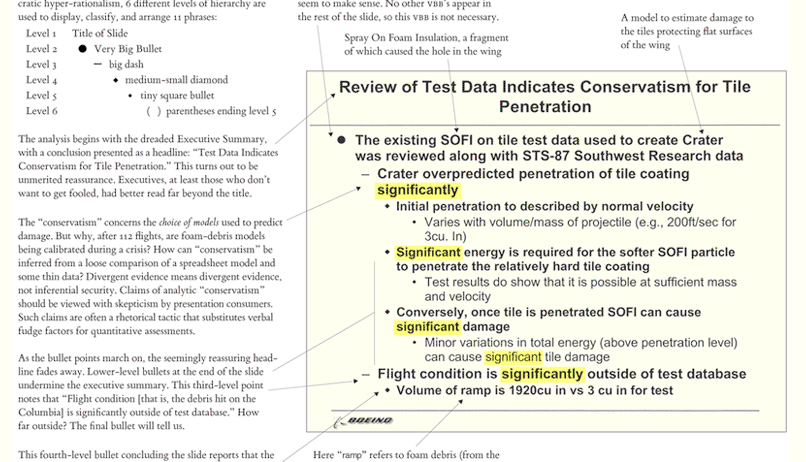 cratic hyper-rationalism, 6 different levels of hierarchy are
used to display, classify, and arrange 11 phrases:
Level 1 Title of Slide
Level 2 ● Very Big Bullet
Level 3 — big dash
Level 4 ◆ medium-small diamond
Level 5 • tiny square bullet
Level 6 ( ) parentheses ending level 5
The analysis begins with the dreaded Executive Summary,
with a conclusion presented as a headline: “Test Data Indicates
Conservatism for Tile Penetration.” This turns out to be
unmerited reassurance. Executives, at least those who don’t
want to get fooled, had better read far beyond the title.
The “conservatism” concerns the choice of models used to predict
damage. But why, after 112 flights, are foam-debris models
being calibrated during a crisis? How can “conservatism” be
inferred from a loose comparison of a spreadsheet model and
some thin data? Divergent evidence means divergent evidence,
not inferential security. Claims of analytic “conservatism”
should be viewed with skepticism by presentation consumers.
Such claims are often a rhetorical tactic that substitutes verbal
fudge factors for quantitative assessments.
As the bullet points march on, the seemingly reassuring head-
line fades away. Lower-level bullets at the end of the slide
undermine the executive summary. This third-level point
notes that “Flight condition [that is, the debris hit on the
Columbia] is significantly outside of test database.” How
far outside? The final bullet will tell us.
This fourth-level bullet concluding the slide reports that the
seem to make sense. No other VBB’s appear in
the rest of the slide, so this VBB is not necessary.
Spray On Foam Insulation, a fragment
of which caused the hole in the wing
A model to estimate damage to
the tiles protecting flat surfaces
of the wing
Review of Test Data Indicates Conservatism for Tile
Penetration
● The existing SOFI on tile test data used to create Crater
was reviewed along with STS-87 Southwest Research data
– Crater overpredicted penetration of tile coating
significantly
◆ Initial penetration to described by normal velocity
• Varies with volume/mass of projectile (e.g., 200ft/sec for
3cu. In)
◆ Significant energy is required for the softer SOFI particle
to penetrate the relatively hard tile coating
• Test results do show that it is possible at sufficient mass
and velocity
◆ Conversely, once tile is penetrated SOFI can cause
significant damage
• Minor variations in total energy (above penetration level)
can cause significant tile damage
– Flight condition is significantly outside of test database
◆ Volume of ramp is 1920cu in vs 3 cu in for test
BOEING
Here “ramp” refers to foam debris (from the